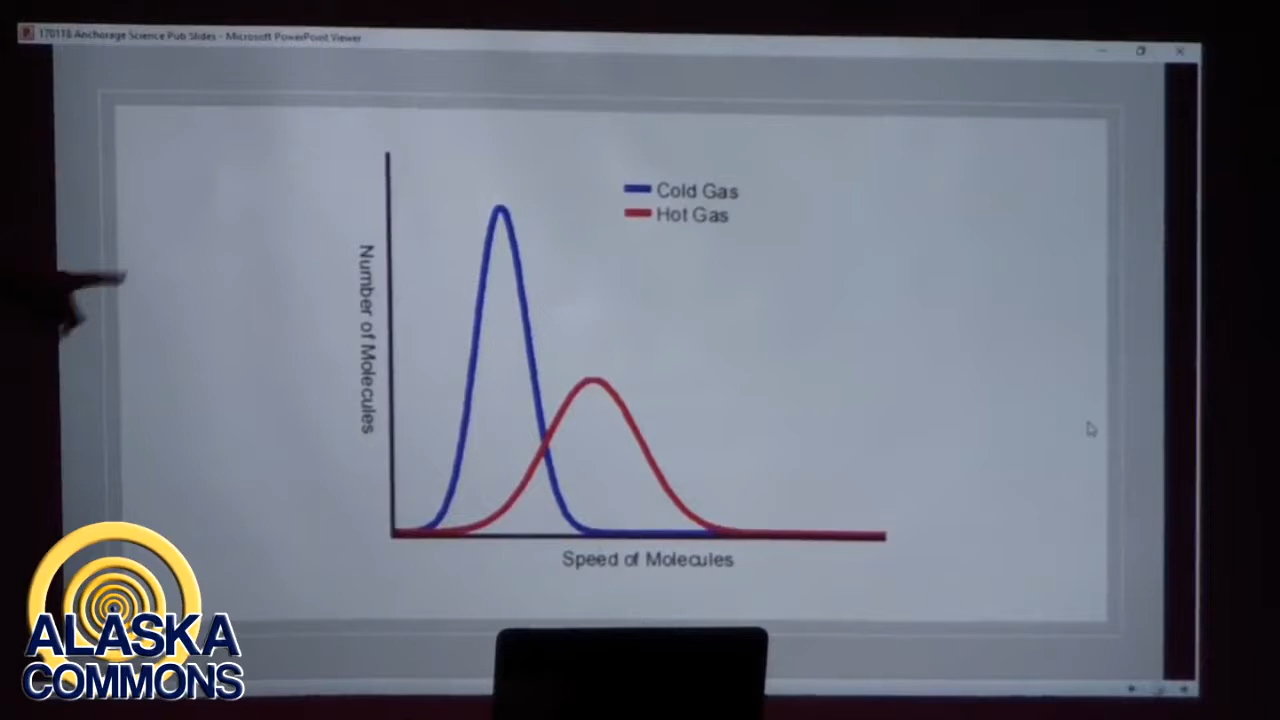 170118 Anchorage Science Pub Slides - Microsoft PowerPoint Viewer
Cold Gas
Hot Gas
Number of Molecules
Speed of Molecules
ALASKA
COMMONS